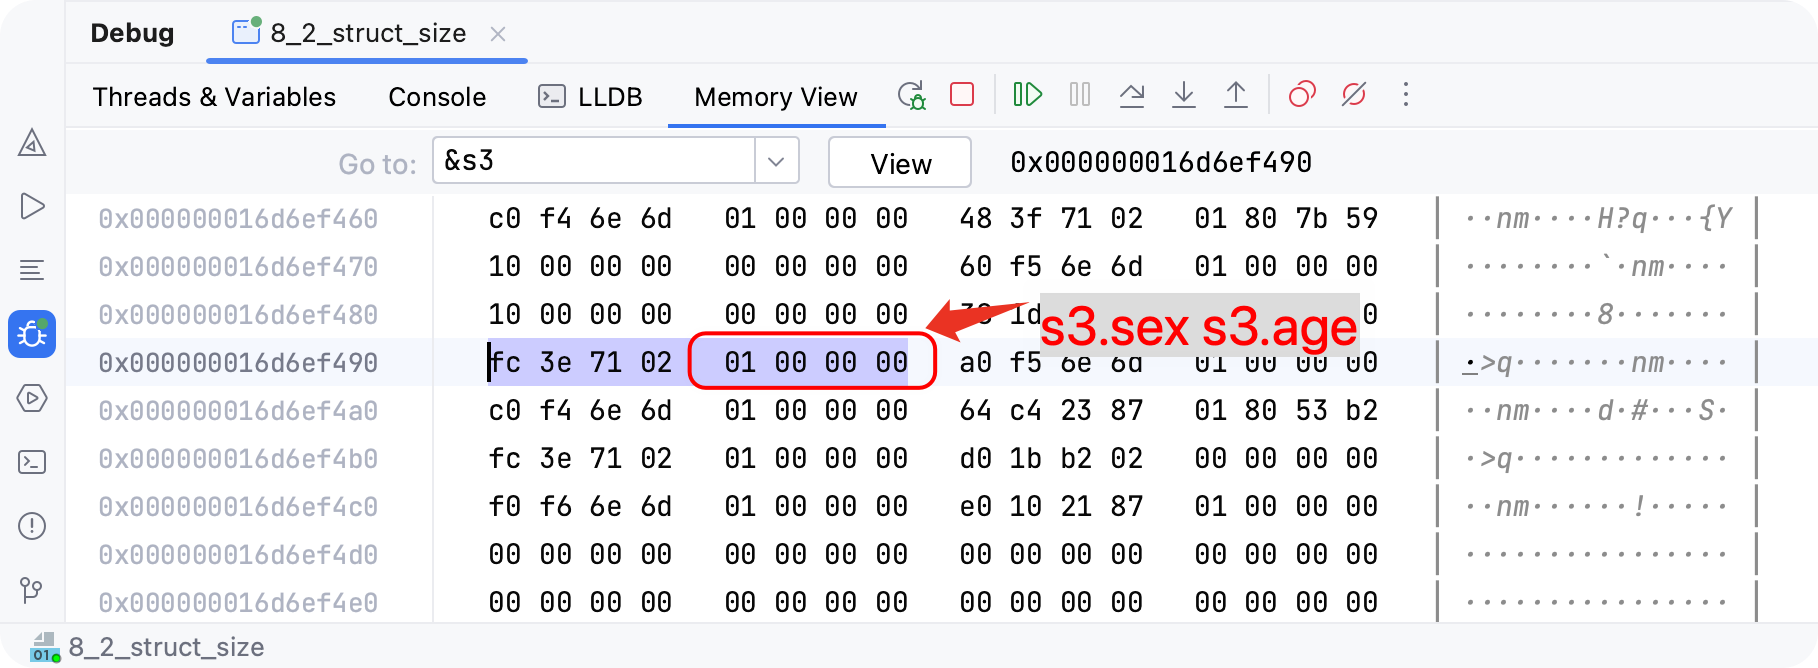 Debug 8_2_struct_size
Threads & Variables Console LLDB Memory View
Go to: &s3 View 0x000000016d6ef490
0x000000016d6ef460 c0 f4 6e 6d 01 00 00 00 48 3f 71 02 01 80 7b 59 ··nm····H?q···{Y
0x000000016d6ef470 10 00 00 00 00 00 00 00 60 f5 6e 6d 01 00 00 00 ········`·nm····
0x000000016d6ef480 10 00 00 00 00 00 00 00 38 1d 0 ········8·······
s3.sex s3.age
0x000000016d6ef490 fc 3e 71 02 01 00 00 00 a0 f5 6e 6d 01 00 00 00 ·>q·······nm····
0x000000016d6ef4a0 c0 f4 6e 6d 01 00 00 00 64 c4 23 87 01 80 53 b2 ··nm····d·#···S·
0x000000016d6ef4b0 fc 3e 71 02 01 00 00 00 d0 1b b2 02 00 00 00 00 ·>q·············
0x000000016d6ef4c0 f0 f6 6e 6d 01 00 00 00 e0 10 21 87 01 00 00 00 ··nm······!·····
0x000000016d6ef4d0 00 00 00 00 00 00 00 00 00 00 00 00 00 00 00 00 ················
0x000000016d6ef4e0 00 00 00 00 00 00 00 00 00 00 00 00 00 00 00 00 ················
01 8_2_struct_size